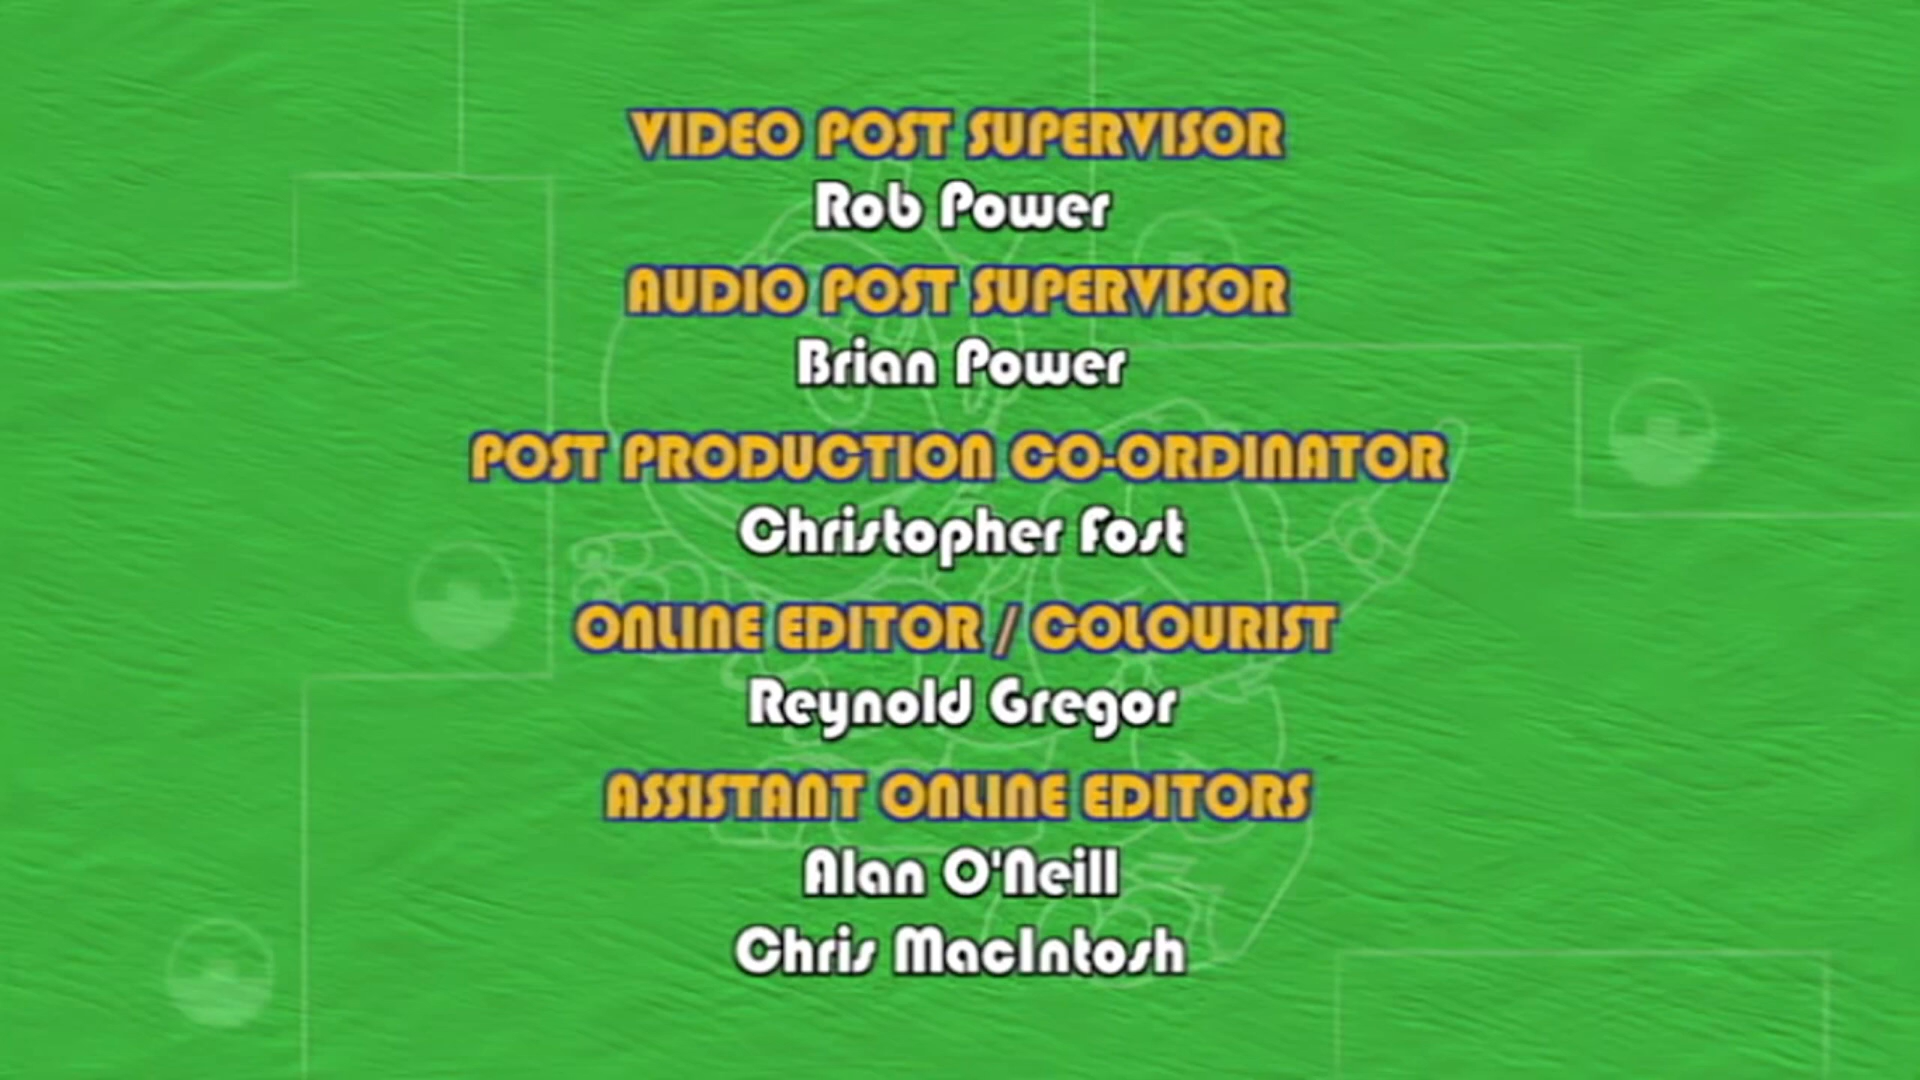 VIDEO POST SUPERVISOR
Rob Power
AUDIO POST SUPERVISOR
Brian Power
POST PRODUCTION CO-ORDINATOR
Christopher Fost
ONLINE EDITOR / COLOURIST
Reynold Gregor
ASSISTANT ONLINE EDITORS
Alan O'Neill
Chris MacIntosh